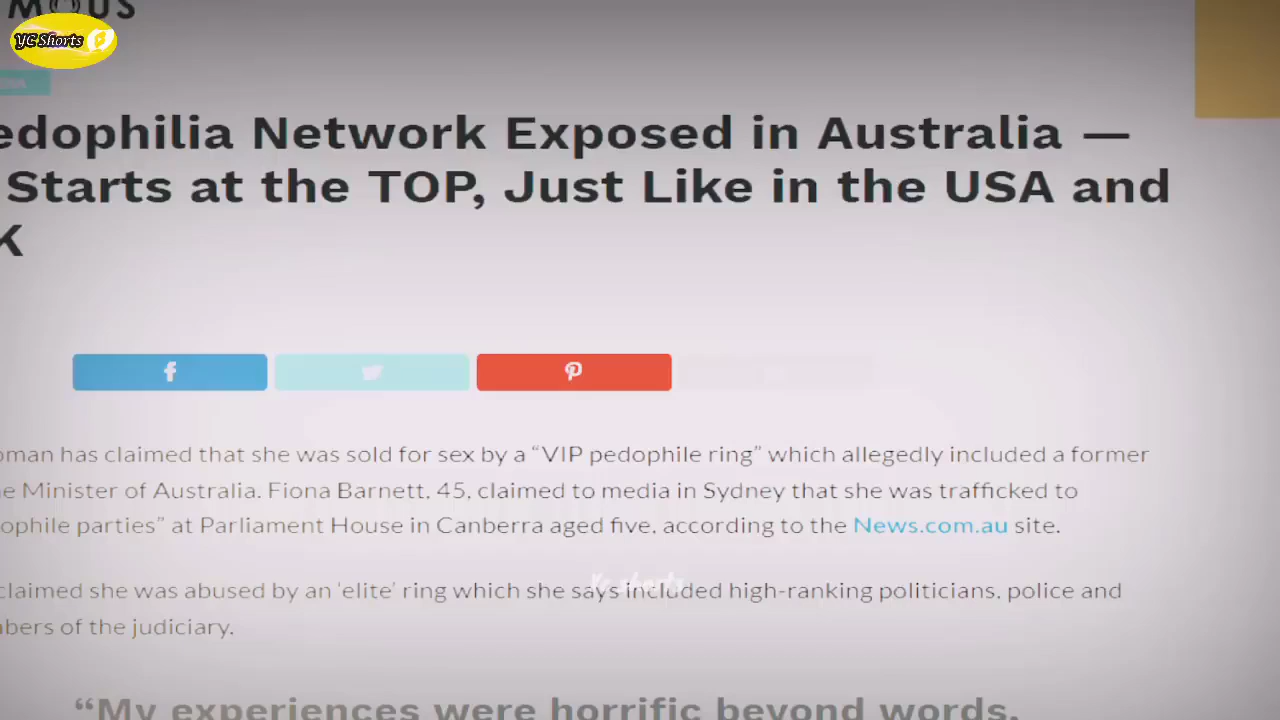 YC Shorts
edophilia Network Exposed in Australia —
Starts at the TOP, Just Like in the USA and
K
oman has claimed that she was sold for sex by a “VIP pedophile ring” which allegedly included a former
e Minister of Australia. Fiona Barnett, 45, claimed to media in Sydney that she was trafficked to
ophile parties” at Parliament House in Canberra aged five, according to the News.com.au site.
Yc shorts
claimed she was abused by an ‘elite’ ring which she says included high-ranking politicians, police and
bers of the judiciary.
“My experiences were horrific beyond words.